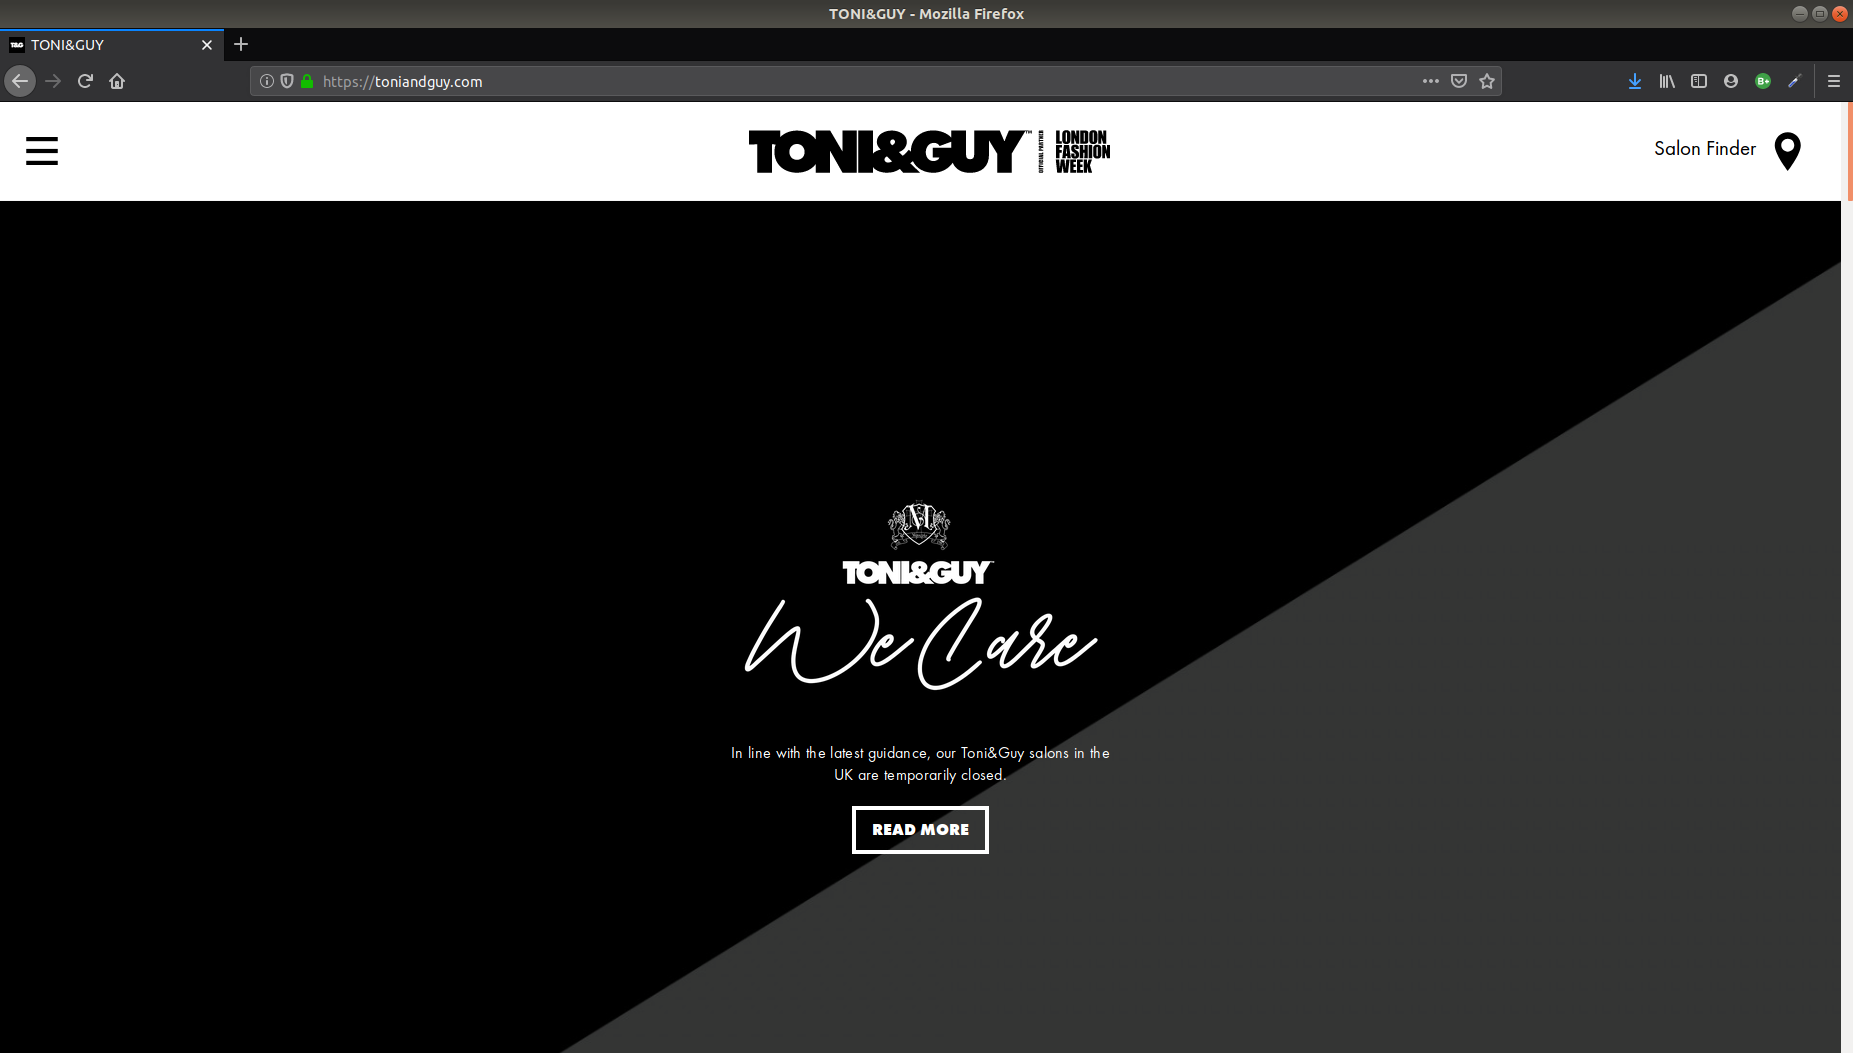 TONI&GUY - Mozilla Firefox
T&G TONI&GUY
https://toniandguy.com
B+
TONI&GUY™ OFFICIAL PARTNER LONDON FASHION WEEK
Salon Finder
TONI&GUY
We Care
In line with the latest guidance, our Toni&Guy salons in the
UK are temporarily closed.
READ MORE